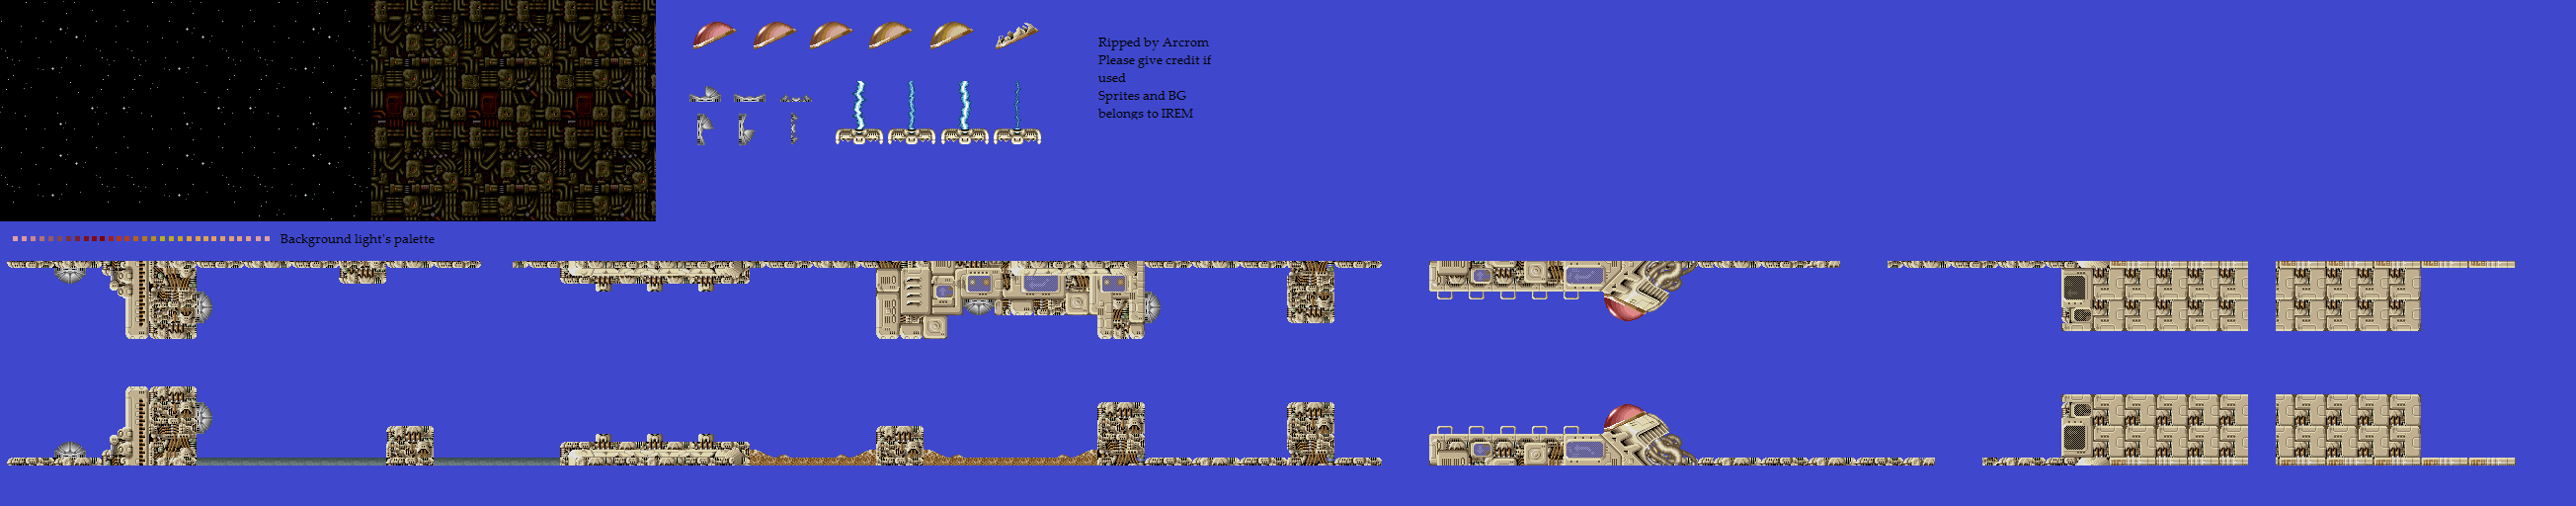 Ripped by Arcrom
Please give credit if
used
Sprites and BG
belongs to IREM
Background light's palette